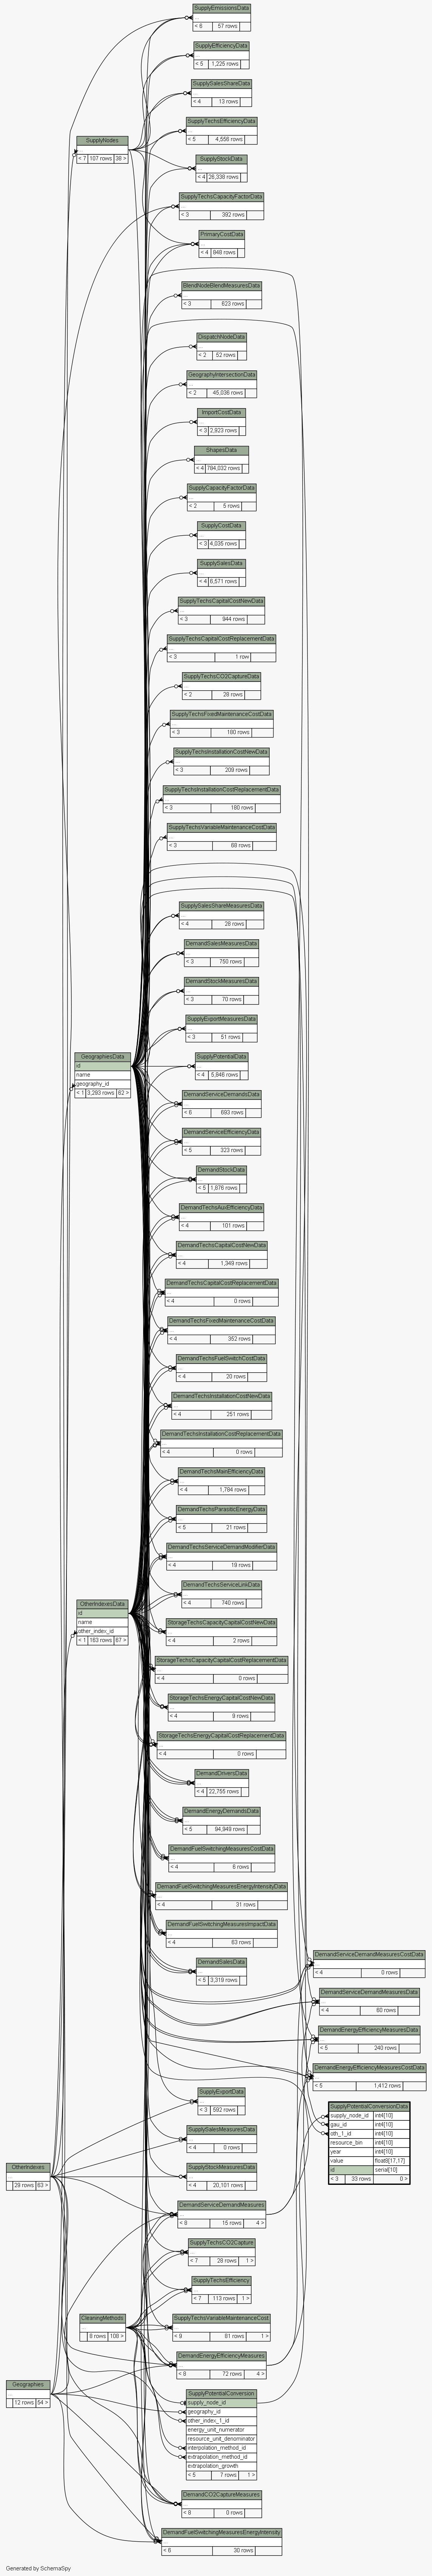 SupplyEmissionsData
...
< 6 57 rows
SupplyEfficiencyData
...
< 5 1,225 rows
SupplySalesShareData
...
< 4 13 rows
SupplyTechsEfficiencyData
...
< 5 4,556 rows
SupplyNodes
...
< 7 107 rows 38 >
SupplyStockData
...
< 4 26,338 rows
SupplyTechsCapacityFactorData
...
< 3 382 rows
PrimaryCostData
...
< 4 848 rows
BlendNodeBlendMeasuresData
...
< 3 623 rows
DispatchNodeData
...
< 2 52 rows
GeographyIntersectionData
...
< 2 45,036 rows
ImportCostData
...
< 3 2,823 rows
ShapesData
...
< 4 784,032 rows
SupplyCapacityFactorData
...
< 2 5 rows
SupplyCostData
...
< 3 4,035 rows
SupplySalesData
...
< 4 6,571 rows
SupplyTechsCapitalCostNewData
...
< 3 944 rows
SupplyTechsCapitalCostReplacementData
...
< 3 1 row
SupplyTechsCO2CaptureData
...
< 2 28 rows
SupplyTechsFixedMaintenanceCostData
...
< 3 180 rows
SupplyTechsInstallationCostNewData
...
< 3 209 rows
SupplyTechsInstallationCostReplacementData
...
< 3 180 rows
SupplyTechsVariableMaintenanceCostData
...
< 3 68 rows
SupplySalesShareMeasuresData
...
< 4 28 rows
DemandSalesMeasuresData
...
< 3 750 rows
DemandStockMeasuresData
...
< 3 70 rows
SupplyExportMeasuresData
...
< 3 51 rows
GeographiesData
id
name
geography_id
< 1 3,293 rows 62 >
SupplyPotentialData
...
< 4 5,846 rows
DemandServiceDemandsData
...
< 6 693 rows
DemandServiceEfficiencyData
...
< 5 323 rows
DemandStockData
...
< 5 1,876 rows
DemandTechsAuxEfficiencyData
...
< 4 101 rows
DemandTechsCapitalCostNewData
...
< 4 1,349 rows
DemandTechsCapitalCostReplacementData
...
< 4 0 rows
DemandTechsFixedMaintenanceCostData
...
< 4 352 rows
DemandTechsFuelSwitchCostData
...
< 4 20 rows
DemandTechsInstallationCostNewData
...
< 4 251 rows
DemandTechsInstallationCostReplacementData
...
< 4 0 rows
DemandTechsMainEfficiencyData
...
< 4 1,784 rows
DemandTechsParasiticEnergyData
...
< 5 21 rows
DemandTechsServiceDemandModifierData
...
< 4 19 rows
DemandTechsServiceLinkData
...
< 4 740 rows
OtherIndexesData
id
name
other_index_id
< 1 163 rows 67 >
StorageTechsCapacityCapitalCostNewData
...
< 4 2 rows
StorageTechsCapacityCapitalCostReplacementData
...
< 4 0 rows
StorageTechsEnergyCapitalCostNewData
...
< 4 9 rows
StorageTechsEnergyCapitalCostReplacementData
...
< 4 0 rows
DemandDriversData
...
< 4 22,755 rows
DemandEnergyDemandsData
...
< 5 94,949 rows
DemandFuelSwitchingMeasuresCostData
...
< 4 6 rows
DemandFuelSwitchingMeasuresEnergyIntensityData
...
< 4 31 rows
DemandFuelSwitchingMeasuresImpactData
...
< 4 63 rows
DemandSalesData
...
< 5 3,319 rows
DemandServiceDemandMeasuresCostData
...
< 4 0 rows
DemandServiceDemandMeasuresData
...
< 4 60 rows
DemandEnergyEfficiencyMeasuresData
...
< 5 240 rows
DemandEnergyEfficiencyMeasuresCostData
...
< 5 1,412 rows
SupplyPotentialConversionData
supply_node_id int4[10]
gau_id int4[10]
oth_1_id int4[10]
resource_bin int4[10]
year int4[10]
value float8[17,17]
id serial[10]
< 3 33 rows 0 >
SupplyExportData
...
< 3 592 rows
SupplySalesMeasuresData
...
< 4 0 rows
OtherIndexes
...
29 rows 63 >
SupplyStockMeasuresData
...
< 4 20,101 rows
DemandServiceDemandMeasures
...
< 8 15 rows 4 >
SupplyTechsCO2Capture
...
< 7 28 rows 1 >
SupplyTechsEfficiency
...
< 7 113 rows 1 >
CleaningMethods
...
9 rows 108 >
SupplyTechsVariableMaintenanceCost
...
< 9 81 rows 1 >
DemandEnergyEfficiencyMeasures
...
< 8 72 rows 4 >
Geographies
...
12 rows 54 >
SupplyPotentialConversion
supply_node_id
geography_id
other_index_1_id
energy_unit_numerator
resource_unit_denominator
interpolation_method_id
extrapolation_method_id
extrapolation_growth
< 5 7 rows 1 >
DemandCO2CaptureMeasures
...
< 8 0 rows
DemandFuelSwitchingMeasuresEnergyIntensity
...
< 6 30 rows
Generated by SchemaSpy